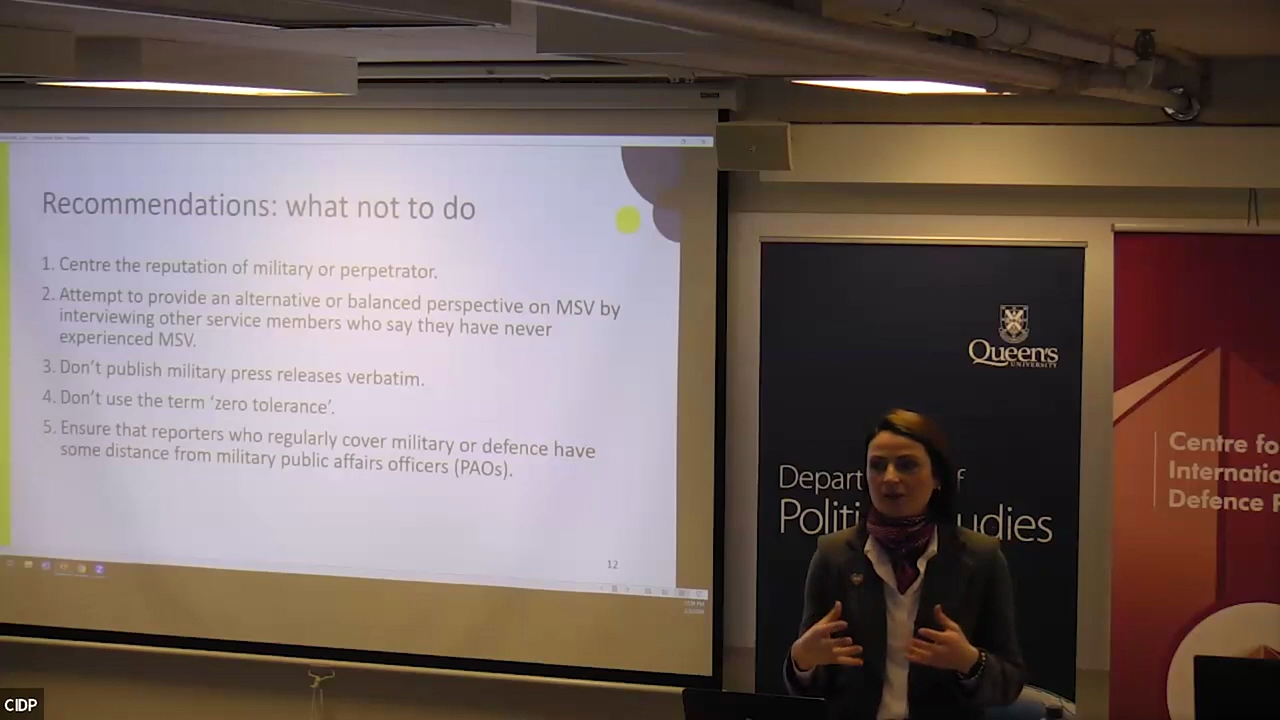 Recommendations: what not to do
1. Centre the reputation of military or perpetrator.
2. Attempt to provide an alternative or balanced perspective on MSV by
interviewing other service members who say they have never
experienced MSV.
3. Don't publish military press releases verbatim.
4. Don't use the term 'zero tolerance'.
5. Ensure that reporters who regularly cover military or defence have
some distance from military public affairs officers (PAOs).
12
Queen's
UNIVERSITY
Depart f
Politi udies
Centre fo
Internatio
Defence P
CIDP